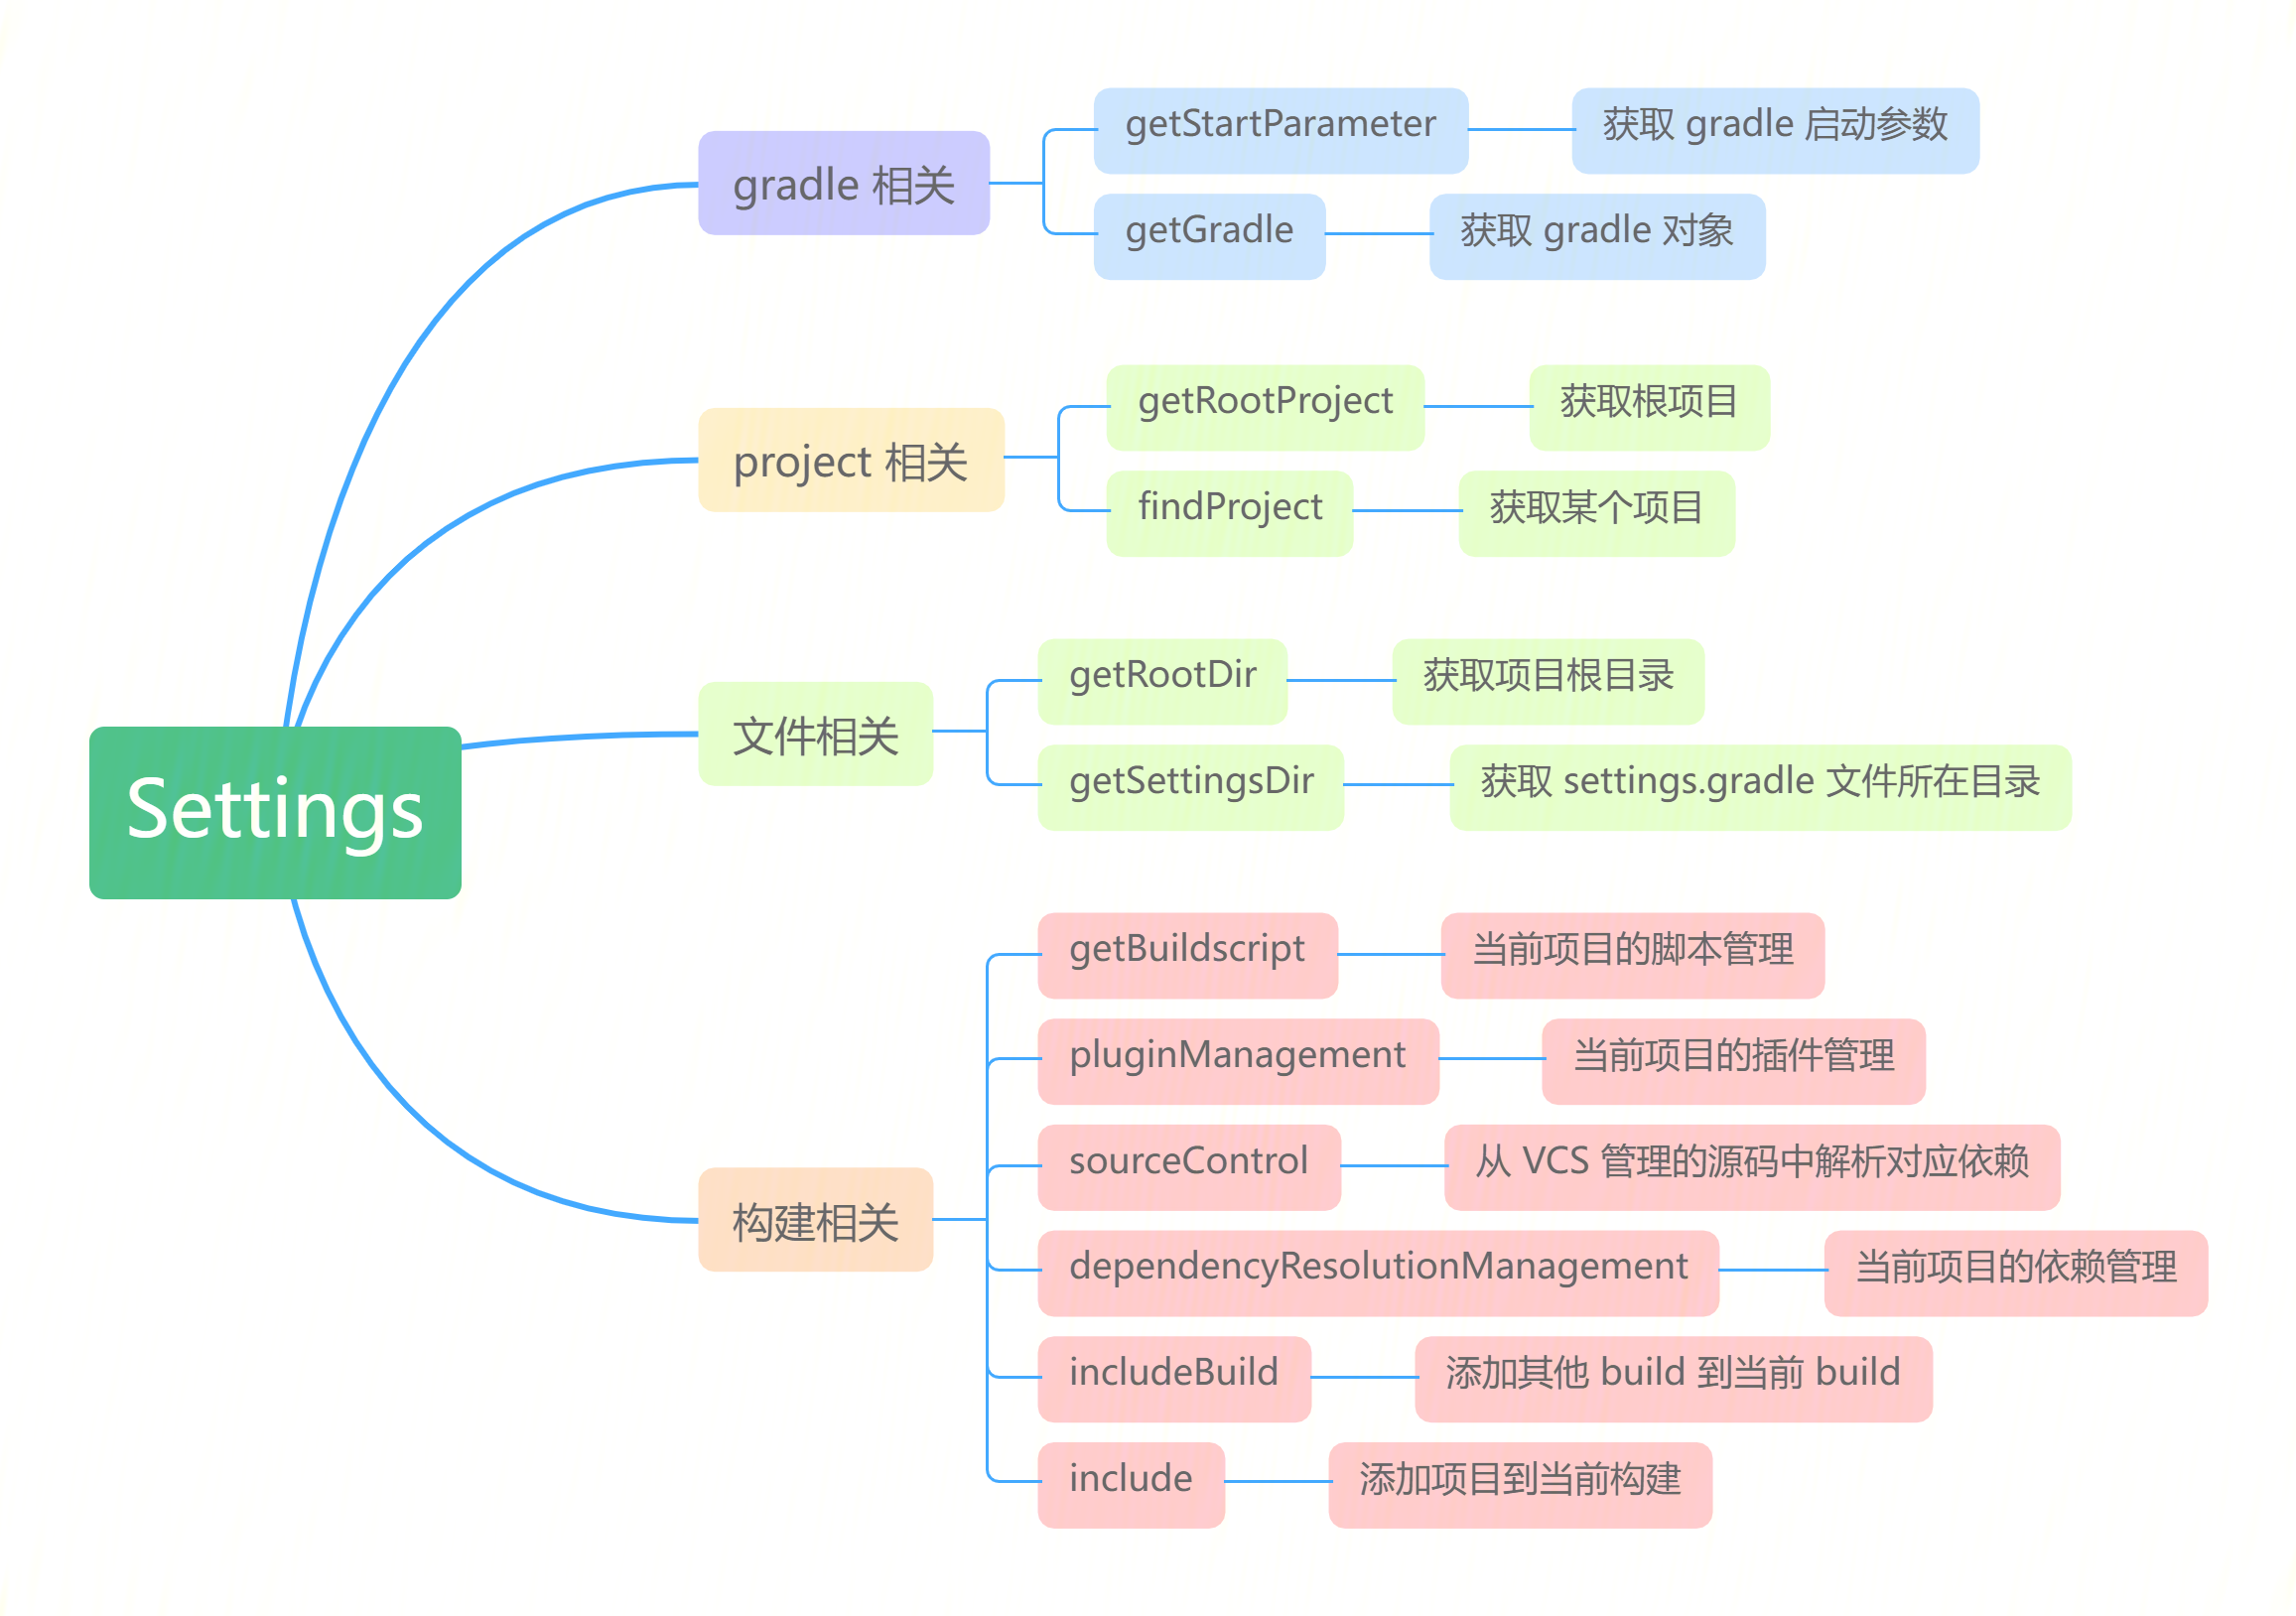 Settings
gradle 相关
getStartParameter
获取 gradle 启动参数
getGradle
获取 gradle 对象
project 相关
getRootProject
获取根项目
findProject
获取某个项目
文件相关
getRootDir
获取项目根目录
getSettingsDir
获取 settings.gradle 文件所在目录
构建相关
getBuildscript
当前项目的脚本管理
pluginManagement
当前项目的插件管理
sourceControl
从 VCS 管理的源码中解析对应依赖
dependencyResolutionManagement
当前项目的依赖管理
includeBuild
添加其他 build 到当前 build
include
添加项目到当前构建